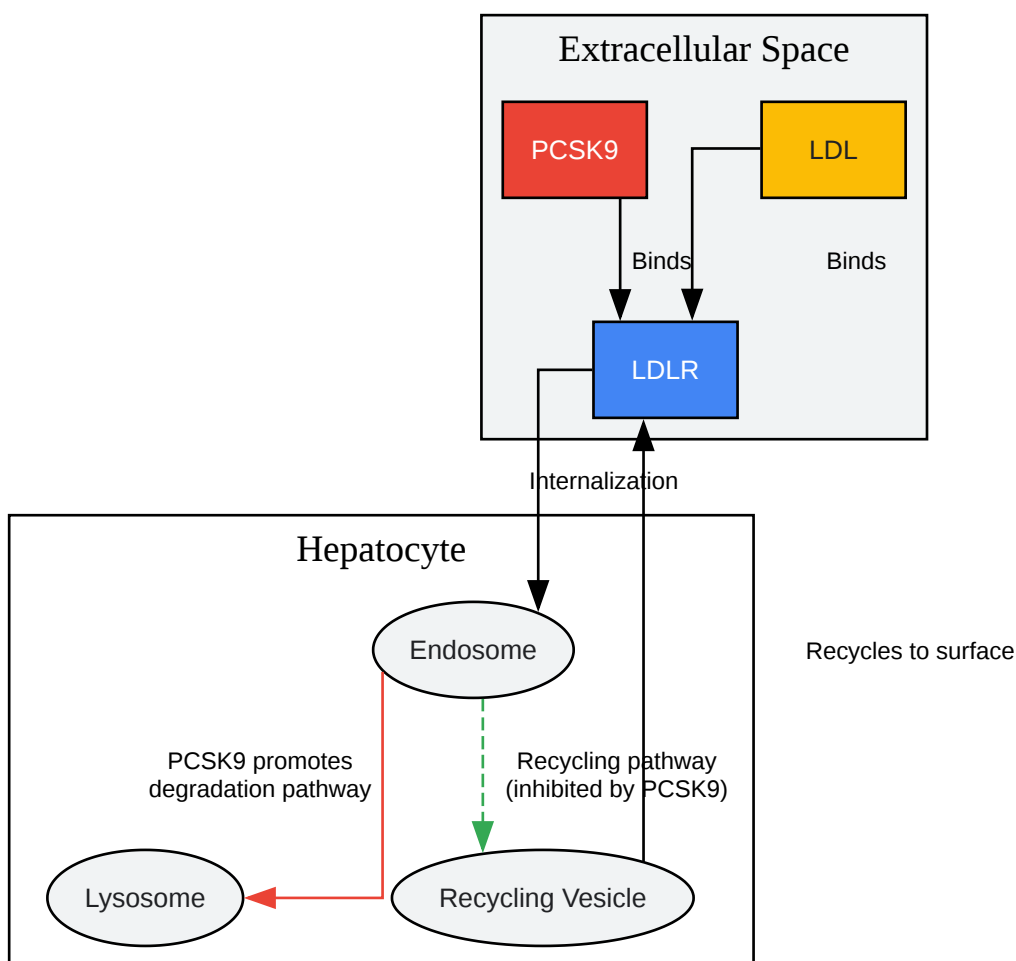 Extracellular Space
PCSK9
LDL
Binds
Binds
LDLR
Internalization
Hepatocyte
Endosome
Recycles to surface
PCSK9 promotes
degradation pathway
Recycling pathway
(inhibited by PCSK9)
Lysosome
Recycling Vesicle